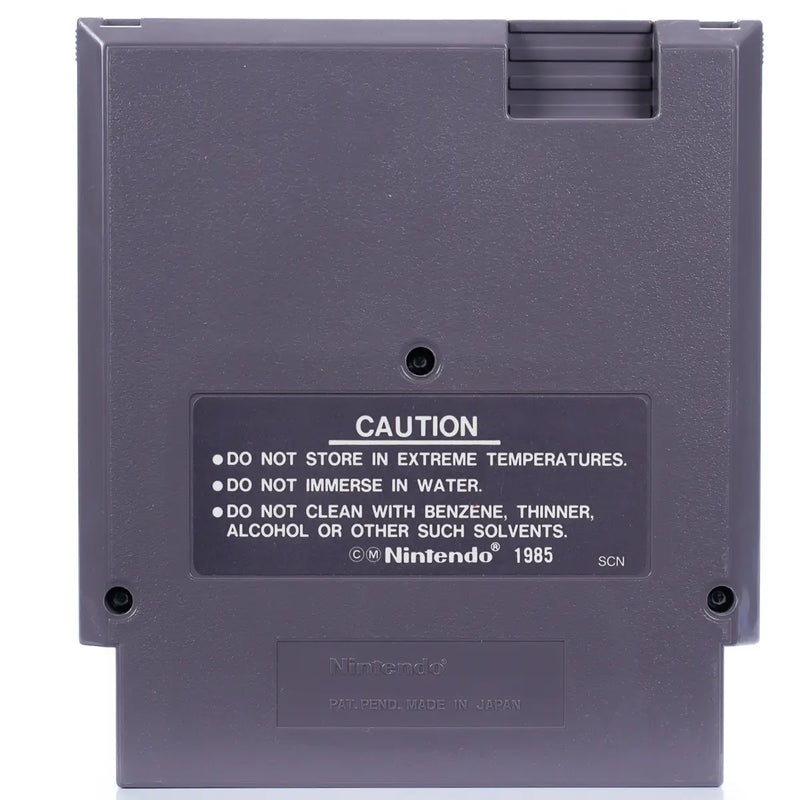 CAUTION
●DO NOT STORE IN EXTREME TEMPERATURES.
●DO NOT IMMERSE IN WATER.
●DO NOT CLEAN WITH BENZENE, THINNER,
ALCOHOL OR OTHER SUCH SOLVENTS.
©Ⓜ Nintendo® 1985 SCN
Nintendo®
PAT. PEND. MADE IN JAPAN